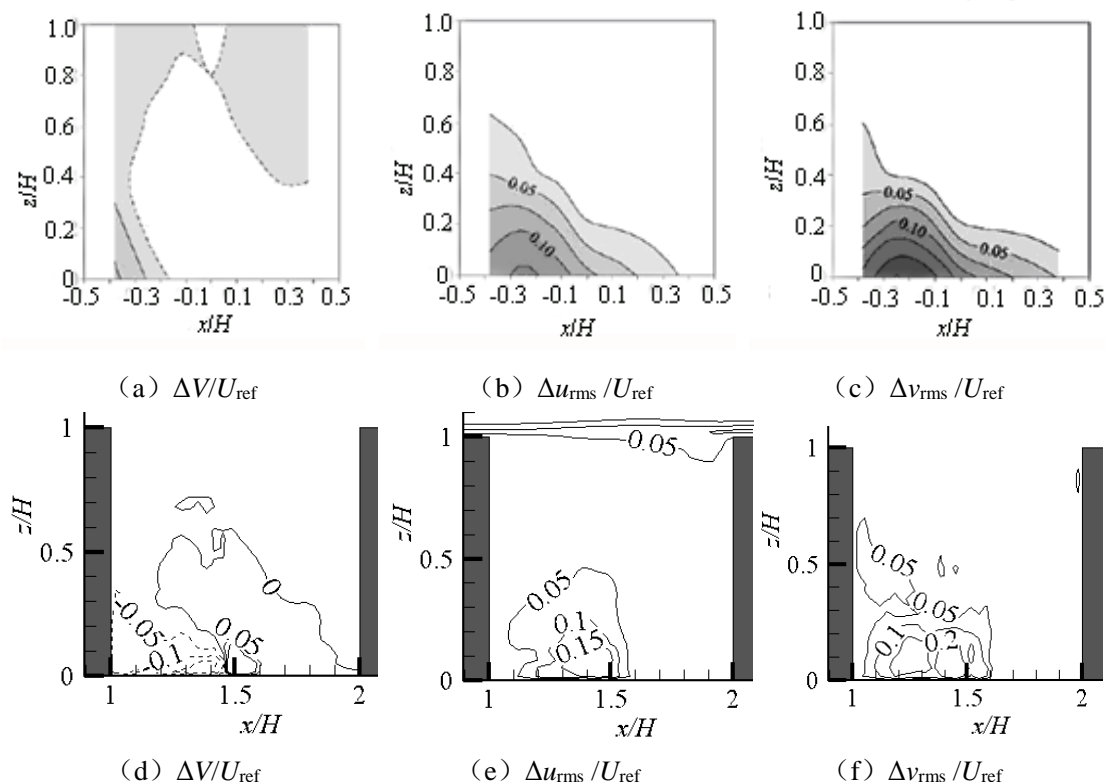 1.0 1.0 1.0
0.8 0.8 0.8
0.6 0.6 0.6
z/H z/H z/H
0.4 0.4 0.4
0.05 0.05
0.2 0.2 0.2
0.10 0.10 0.05
0 0 0
-0.5 -0.3 -0.1 0.1 0.3 0.5 -0.5 -0.3 -0.1 0.1 0.3 0.5 -0.5 -0.3 -0.1 0.1 0.3 0.5
x/H x/H x/H
(a) ΔV/Uref (b) Δurms /Uref (c) Δvrms /Uref
1 1 1
0.05
z/H z/H z/H
0.5 0.5 0.5
0 0.05 0.05
-0.05 0.05 0.1 0.05
0.1 0.15 0.1 0.2
0 0 0
1 1.5 2 1 1.5 2 1 1.5 2
x/H x/H x/H
(d) ΔV/Uref (e) Δurms /Uref (f) Δvrms /Uref